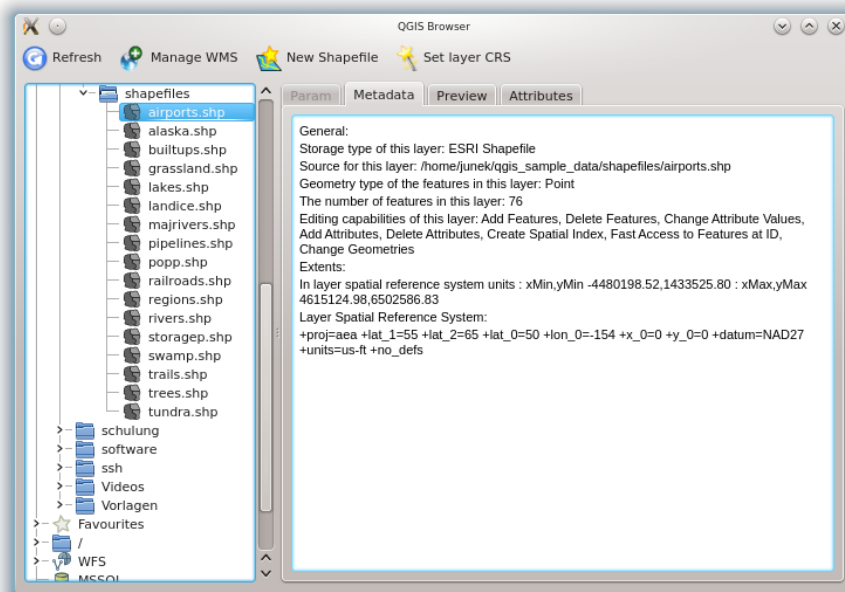 QGIS Browser
Refresh Manage WMS New Shapefile Set layer CRS
shapefiles
airports.shp
alaska.shp
builtups.shp
grassland.shp
lakes.shp
landice.shp
majrivers.shp
pipelines.shp
popp.shp
railroads.shp
regions.shp
rivers.shp
storagep.shp
swamp.shp
trails.shp
trees.shp
tundra.shp
schulung
software
ssh
Videos
Vorlagen
Favourites
/
WFS
MSSQL
Param Metadata Preview Attributes
General:
Storage type of this layer: ESRI Shapefile
Source for this layer: /home/junek/qgis_sample_data/shapefiles/airports.shp
Geometry type of the features in this layer: Point
The number of features in this layer: 76
Editing capabilities of this layer: Add Features, Delete Features, Change Attribute Values,
Add Attributes, Delete Attributes, Create Spatial Index, Fast Access to Features at ID,
Change Geometries
Extents:
In layer spatial reference system units : xMin,yMin -4480198.52,1433525.80 : xMax,yMax
4615124.98,6502586.83
Layer Spatial Reference System:
+proj=aea +lat_1=55 +lat_2=65 +lat_0=50 +lon_0=-154 +x_0=0 +y_0=0 +datum=NAD27
+units=us-ft +no_defs